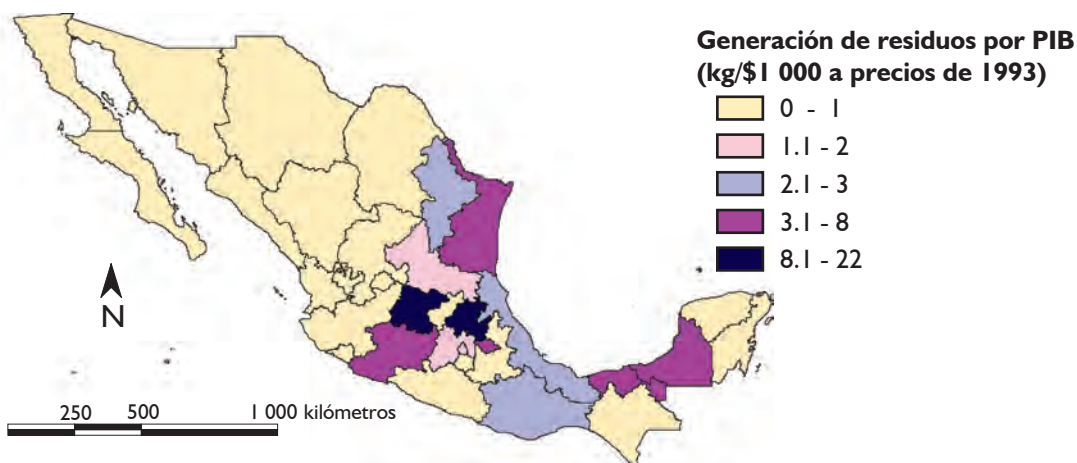 Generación de residuos por PIB
(kg/$1 000 a precios de 1993)
0 - 1
1.1 - 2
2.1 - 3
3.1 - 8
8.1 - 22
N
250 500 1 000 kilómetros